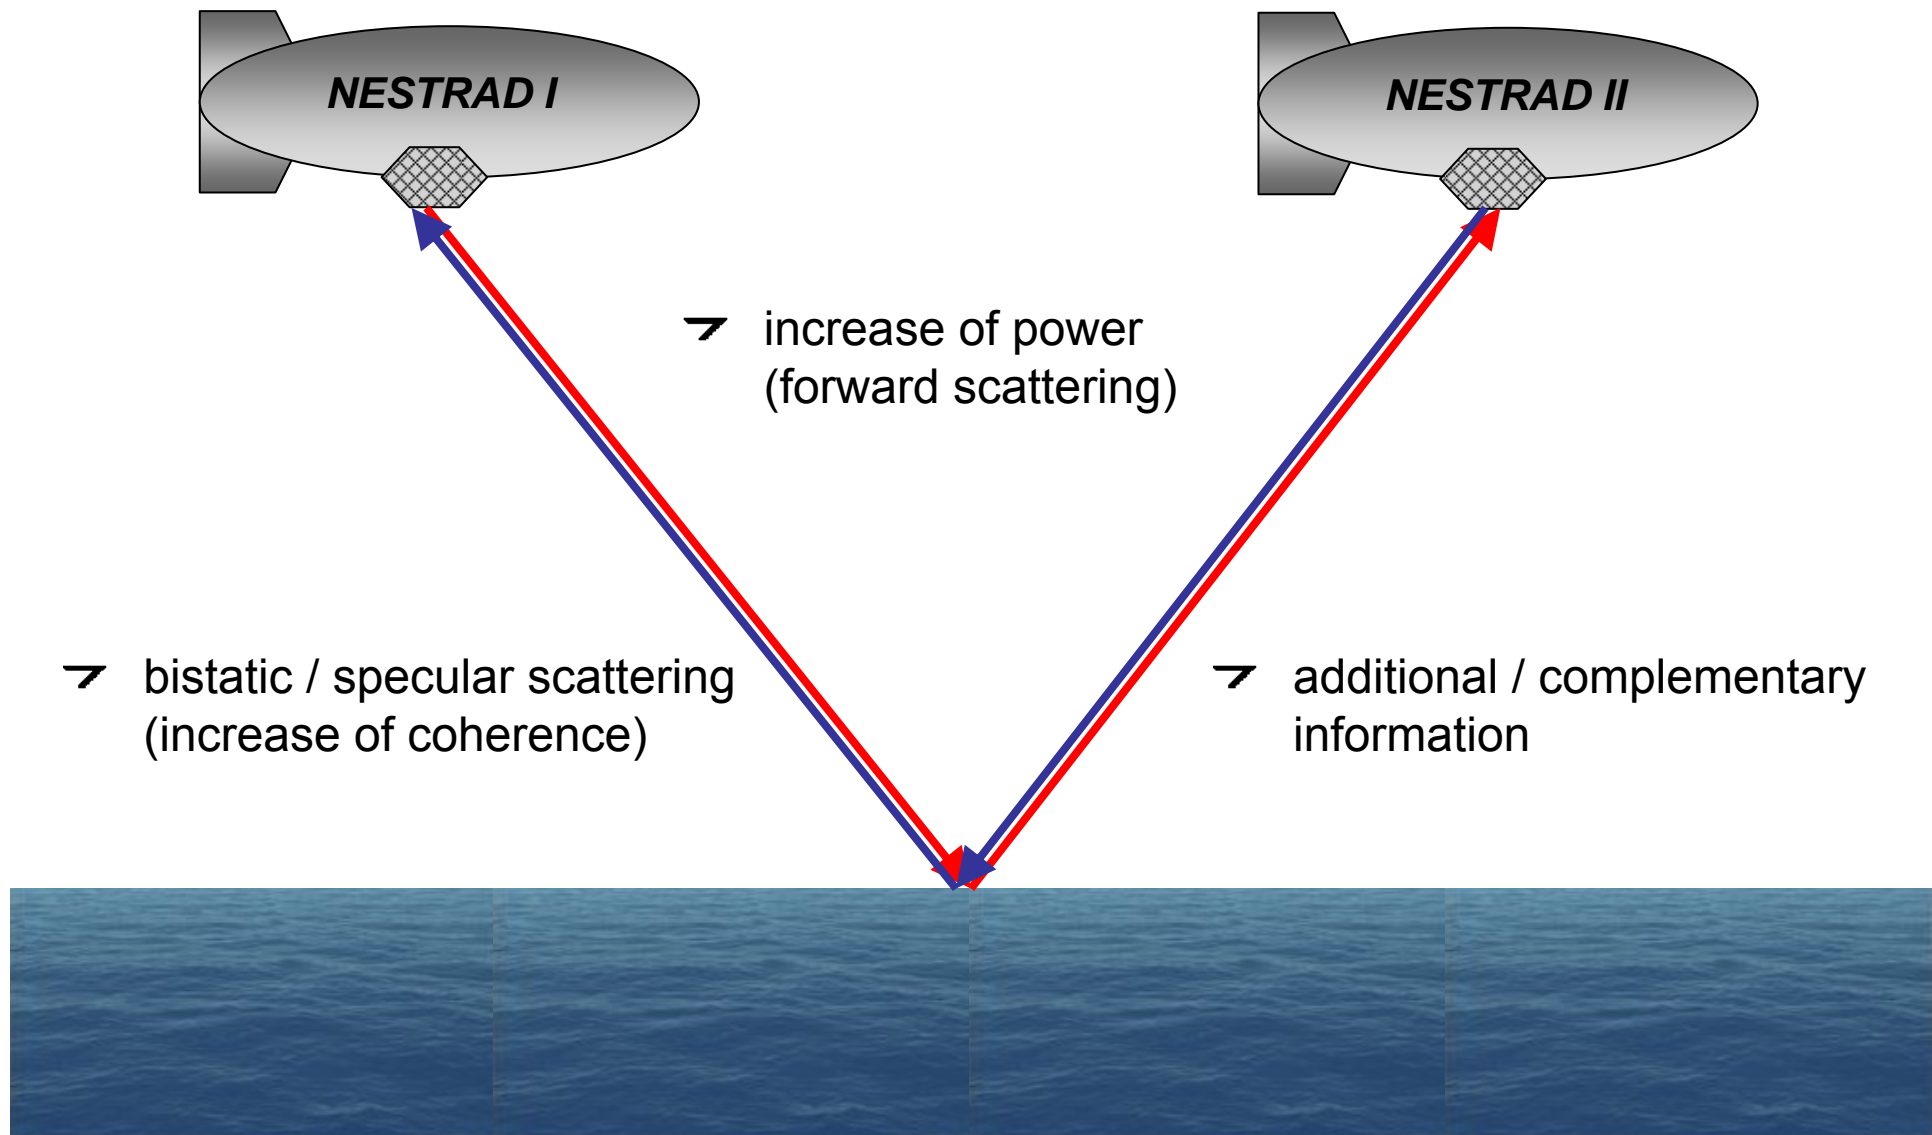 NESTRAD I
NESTRAD II
increase of power
(forward scattering)
bistatic / specular scattering
(increase of coherence)
additional / complementary
information